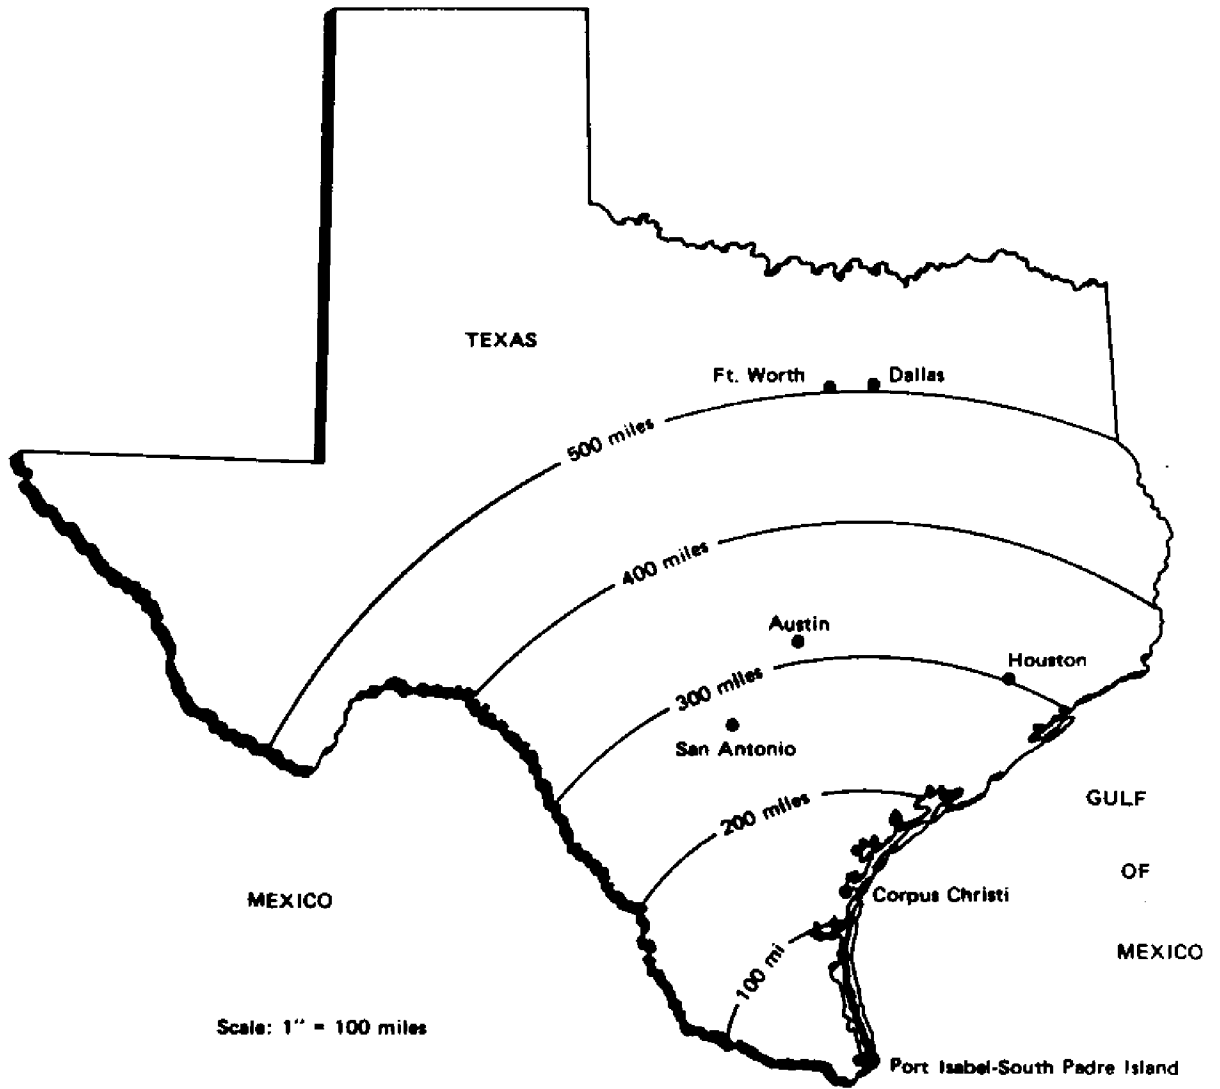 TEXAS
Ft. Worth
Dallas
500 miles
400 miles
Austin
Houston
300 miles
San Antonio
GULF
200 miles
OF
MEXICO
Corpus Christi
MEXICO
100 mi
Scale: 1" = 100 miles
Port Isabel-South Padre Island